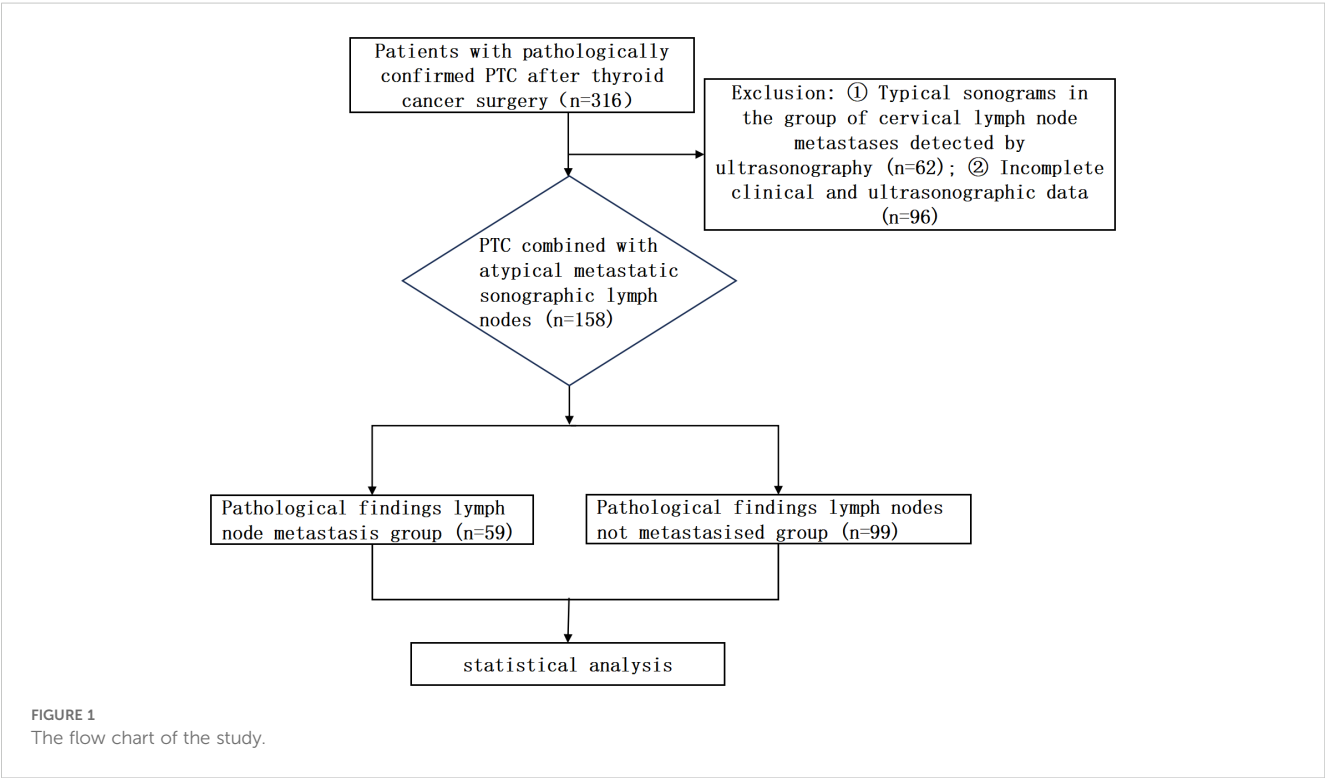 Patients with pathologically
confirmed PTC after thyroid
cancer surgery (n=316)
Exclusion: ① Typical sonograms in
the group of cervical lymph node
metastases detected by
ultrasonography (n=62); ② Incomplete
clinical and ultrasonographic data
(n=96)
PTC combined with
atypical metastatic
sonographic lymph
nodes (n=158)
Pathological findings lymph
node metastasis group (n=59)
Pathological findings lymph nodes
not metastasised group (n=99)
statistical analysis
FIGURE 1
The flow chart of the study.